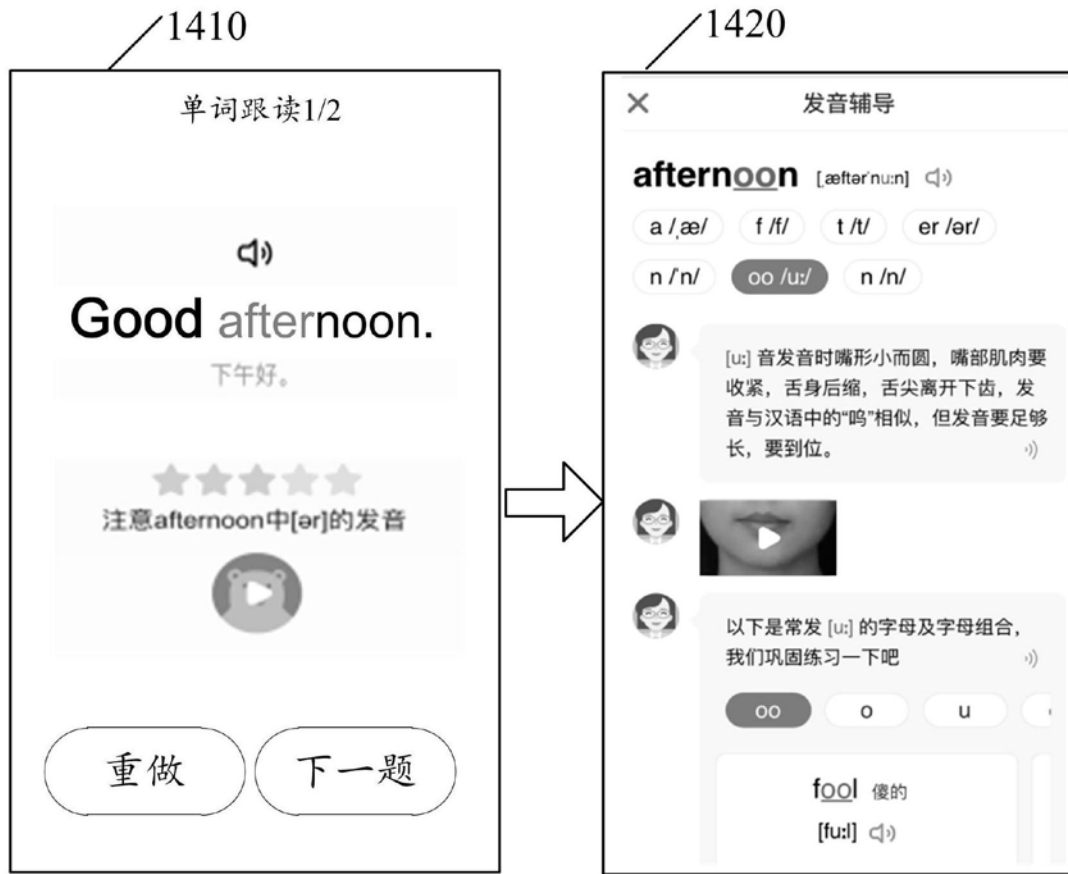 1410
单词跟读1/2
Good afternoon.
下午好。
注意afternoon中[ər]的发音
重做
下一题
1420
发音辅导
afternoon [ˌæftərˈnuːn]
a /ˌæ/
f /f/
t /t/
er /ər/
n /ˈn/
oo /uː/
n /n/
[uː] 音发音时嘴形小而圆，嘴部肌肉要
收紧，舌身后缩，舌尖离开下齿，发
音与汉语中的“呜”相似，但发音要足够
长，要到位。
以下是常发 [uː] 的字母及字母组合，
我们巩固练习一下吧
oo
o
u
fool 傻的
[fuːl]